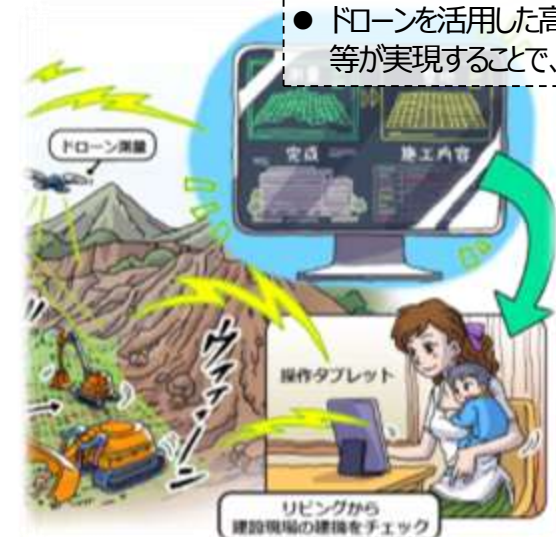 ● ドローンを活用した高
等が実現することで、
ドローン測量
完成
施工内容
ヴァァーン
操作タブレット
リビングから
建設現場の建機をチェック